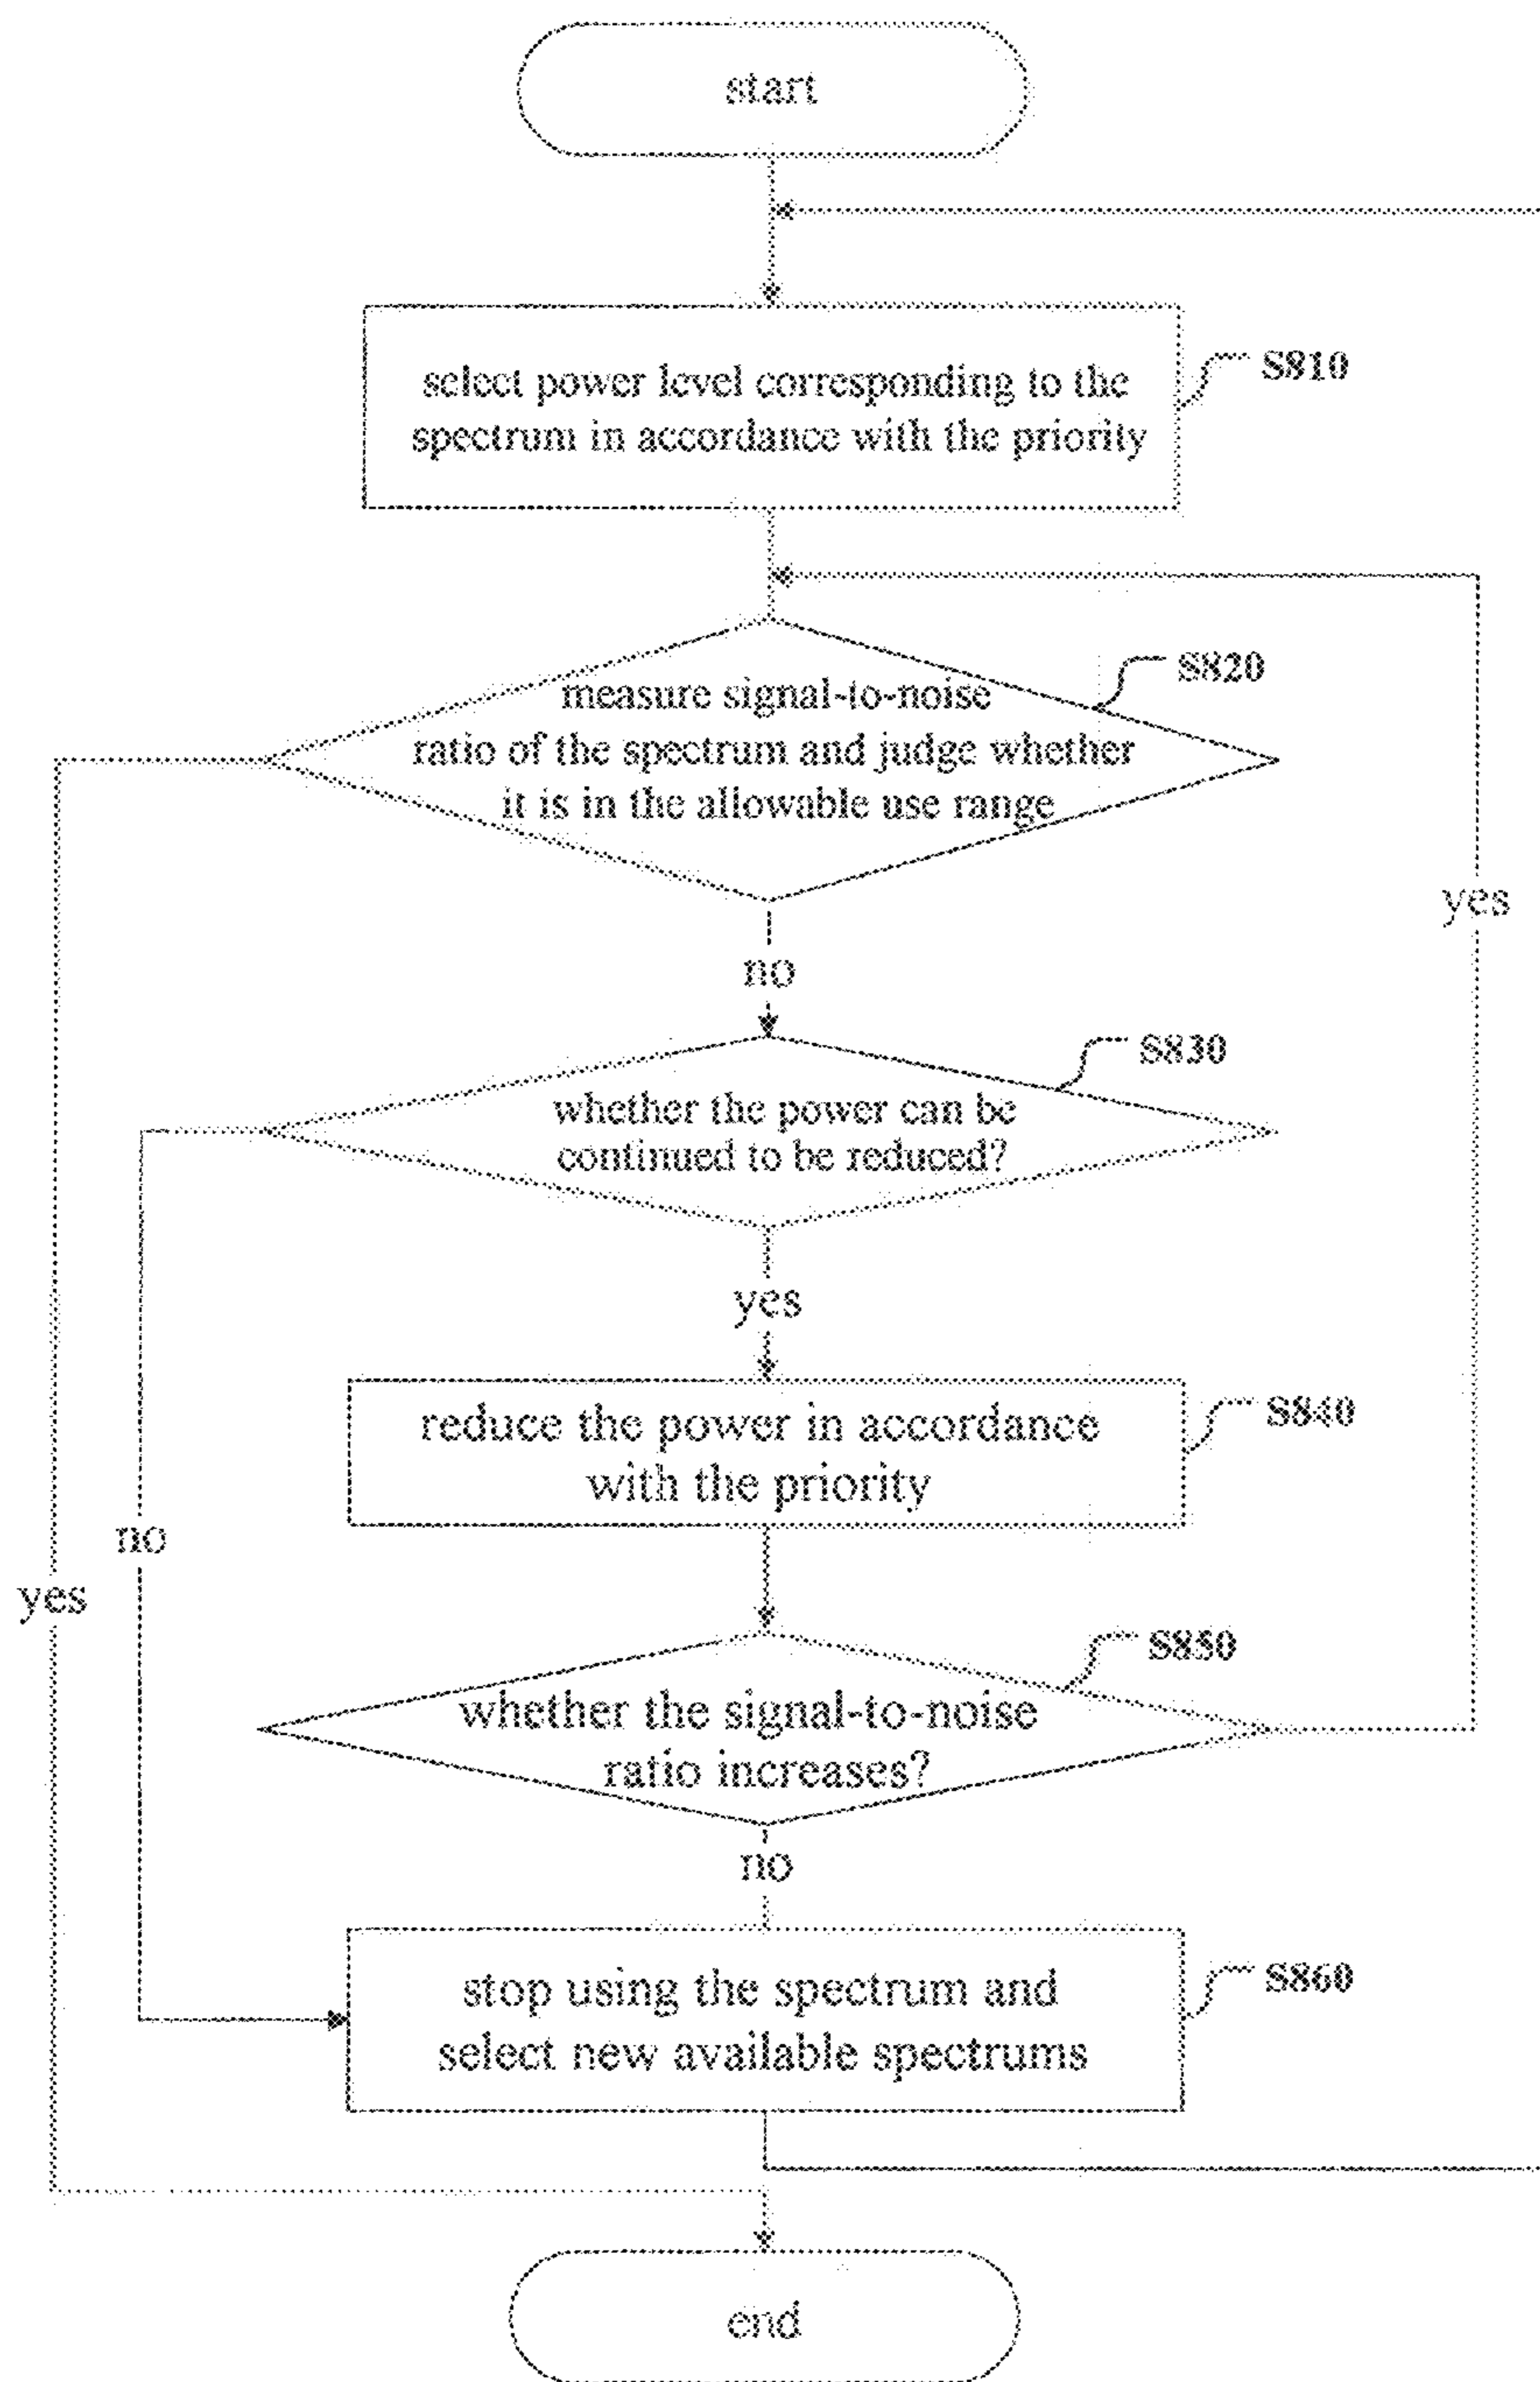 start
select power level corresponding to the
spectrum in accordance with the priority
S810
measure signal-to-noise
ratio of the spectrum and judge whether
it is in the allowable use range
S820
yes
no
whether the power can be
continued to be reduced?
S830
yes
reduce the power in accordance
with the priority
S840
no
yes
whether the signal-to-noise
ratio increases?
S850
no
stop using the spectrum and
select new available spectrums
S860
end